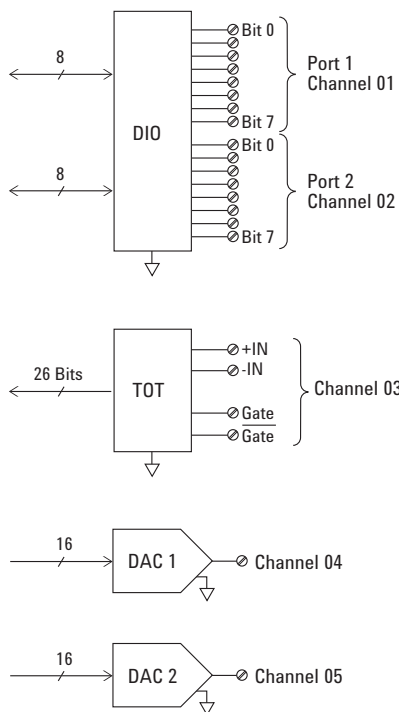 8
Bit 0
Port 1
Channel 01
DIO
Bit 7
8
Bit 0
Port 2
Channel 02
Bit 7
26 Bits
TOT
+IN
-IN
Channel 03
Gate
Gate
16
DAC 1
Channel 04
16
DAC 2
Channel 05